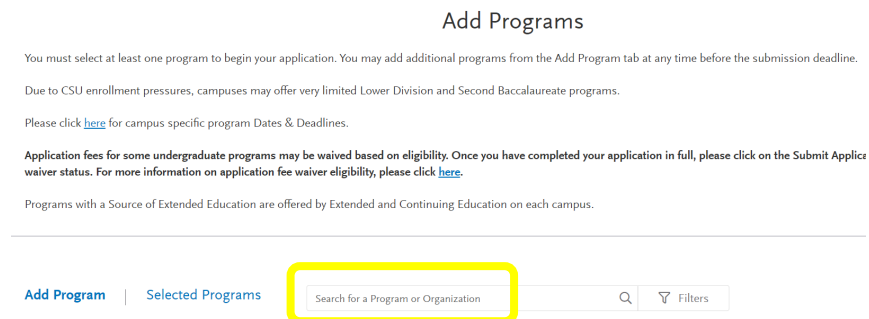 Add Programs
You must select at least one program to begin your application. You may add additional programs from the Add Program tab at any time before the submission deadline.
Due to CSU enrollment pressures, campuses may offer very limited Lower Division and Second Baccalaureate programs.
Please click here for campus specific program Dates & Deadlines.
Application fees for some undergraduate programs may be waived based on eligibility. Once you have completed your application in full, please click on the Submit Applica
waiver status. For more information on application fee waiver eligibility, please click here.
Programs with a Source of Extended Education are offered by Extended and Continuing Education on each campus.
Add Program | Selected Programs Search for a Program or Organization Filters